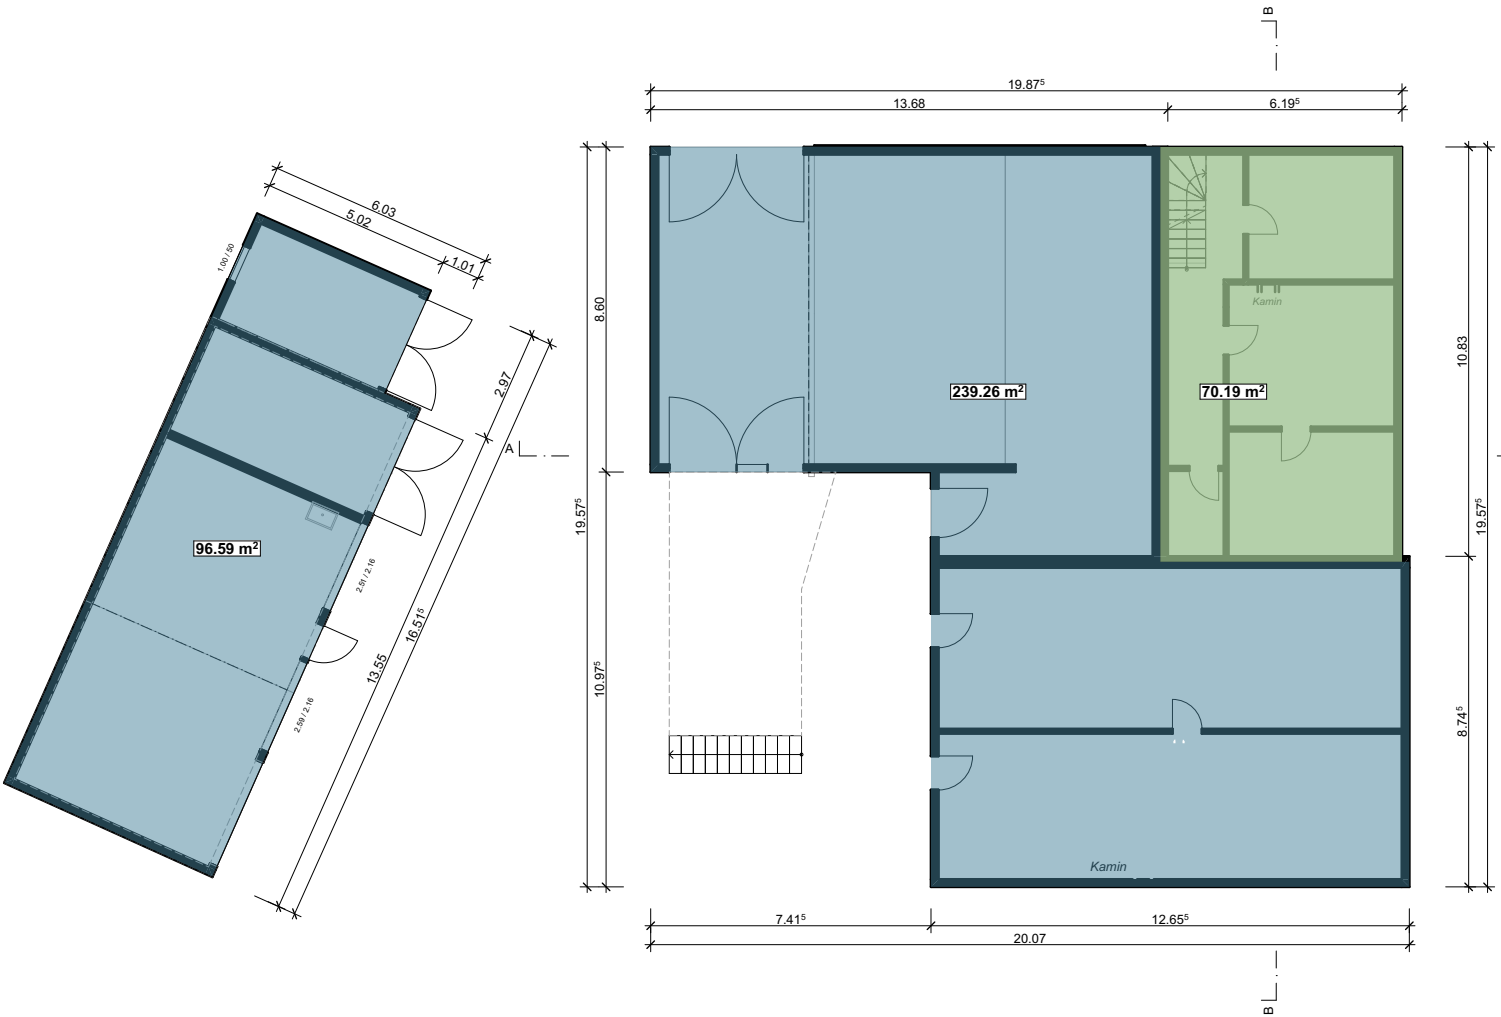 B
19.87⁵
13.68
6.19⁵
6.03
5.02
1.01
1.00 / 50
8.60
2.97
Kamin
10.83
A
239.26 m²
70.19 m²
19.57⁵
19.57⁵
96.59 m²
2.51 / 2.16
16.51⁵
13.55
10.97⁵
2.59 / 2.16
8.74⁵
Kamin
7.41⁵
12.65⁵
20.07
B